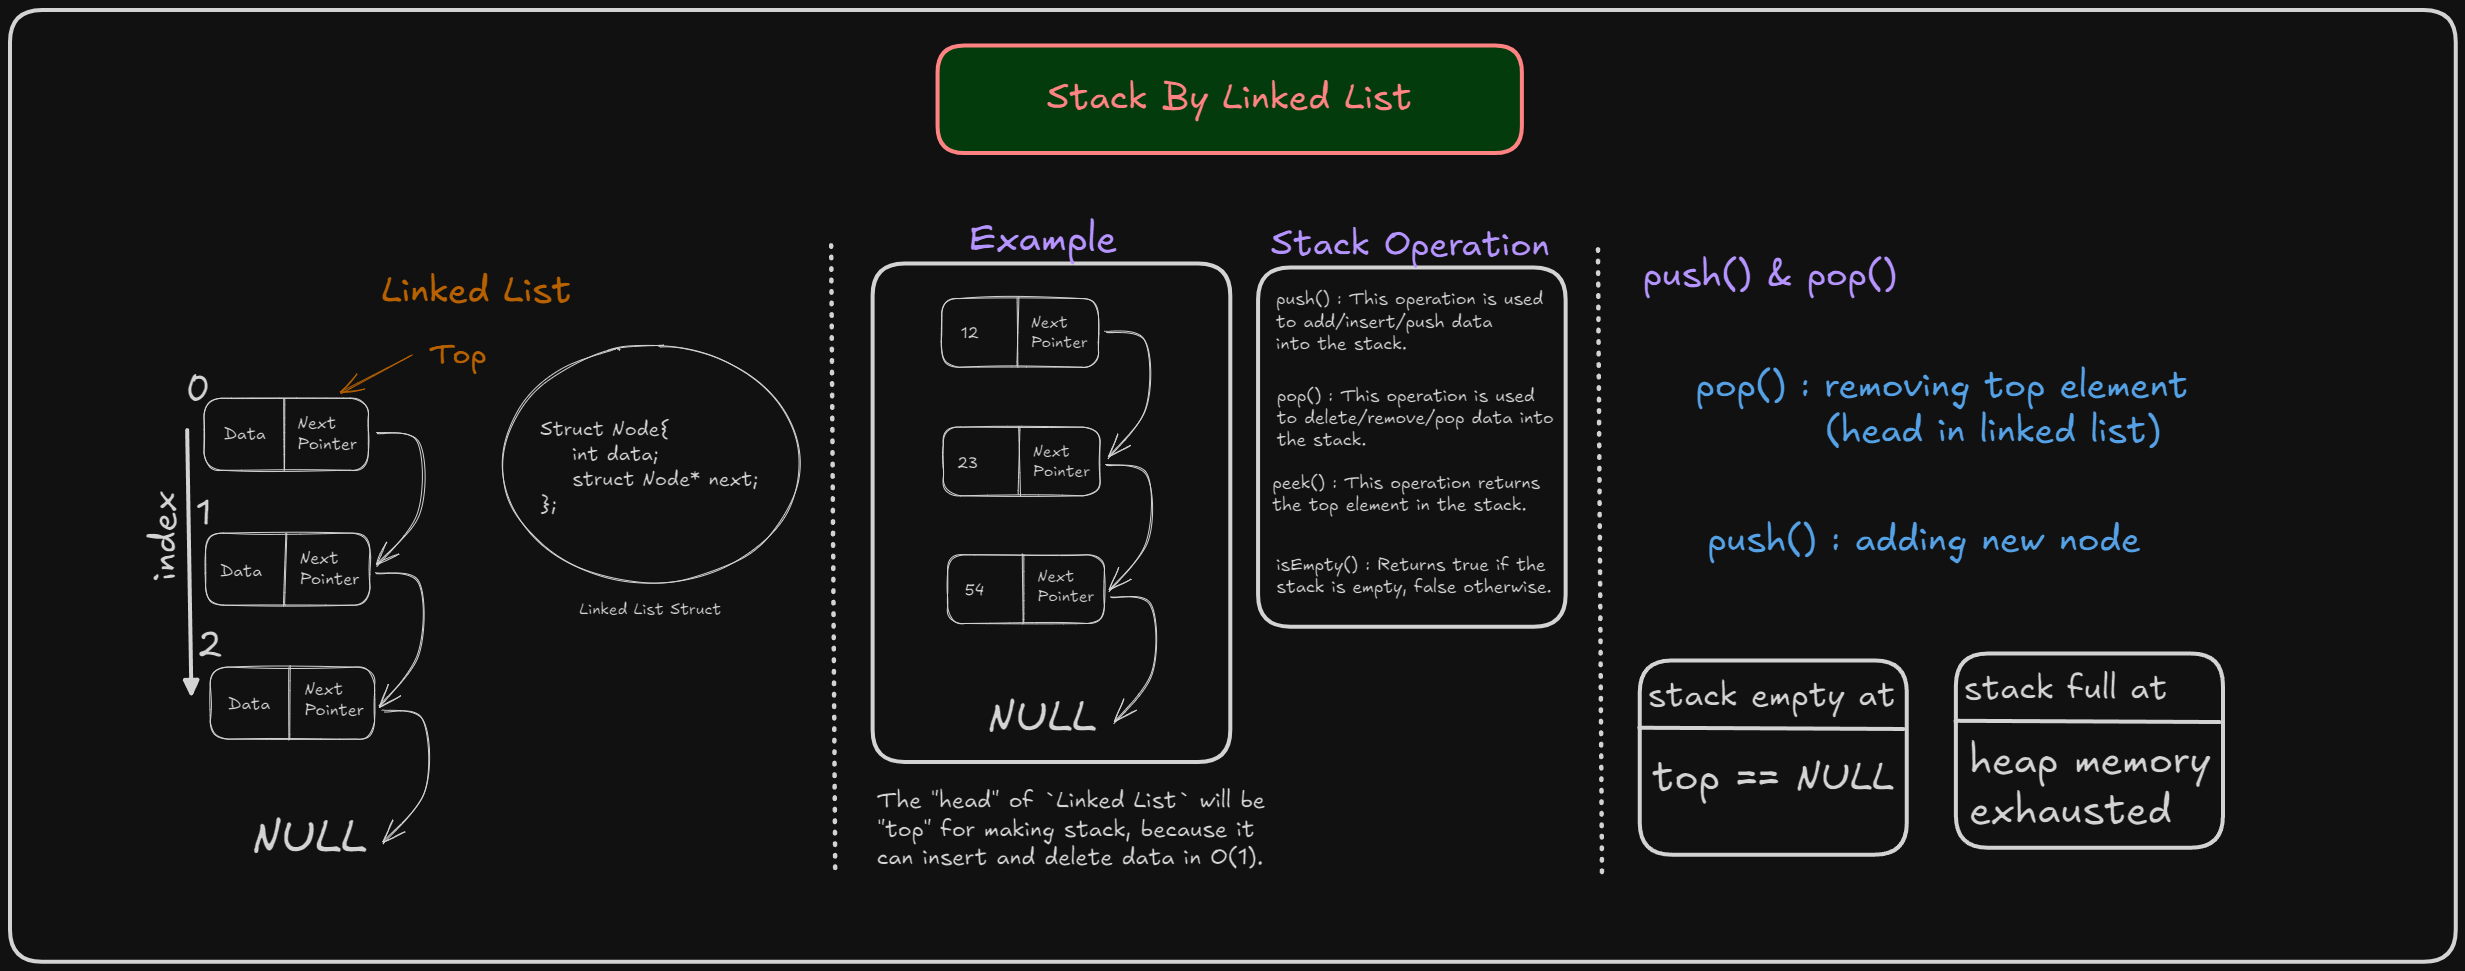 Stack By Linked List
Linked List
Top
0
Data
Next
Pointer
index
1
Data
Next
Pointer
2
Data
Next
Pointer
NULL
Struct Node{
int data;
struct Node* next;
};
Linked List Struct
Example
12
Next
Pointer
23
Next
Pointer
54
Next
Pointer
NULL
The "head" of `Linked List` will be
"top" for making stack, because it
can insert and delete data in O(1).
Stack Operation
push() : This operation is used
to add/insert/push data
into the stack.
pop() : This operation is used
to delete/remove/pop data into
the stack.
peek() : This operation returns
the top element in the stack.
isEmpty() : Returns true if the
stack is empty, false otherwise.
push() & pop()
pop() : removing top element
(head in linked list)
push() : adding new node
stack empty at
top == NULL
stack full at
heap memory
exhausted